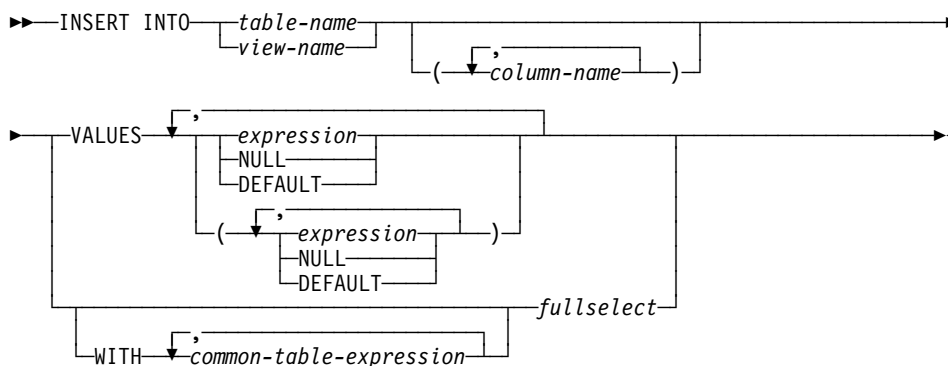 INSERT INTO table-name
view-name
,
( column-name )
VALUES , expression
NULL
DEFAULT
,
( expression )
NULL
DEFAULT
fullselect
,
WITH common-table-expression